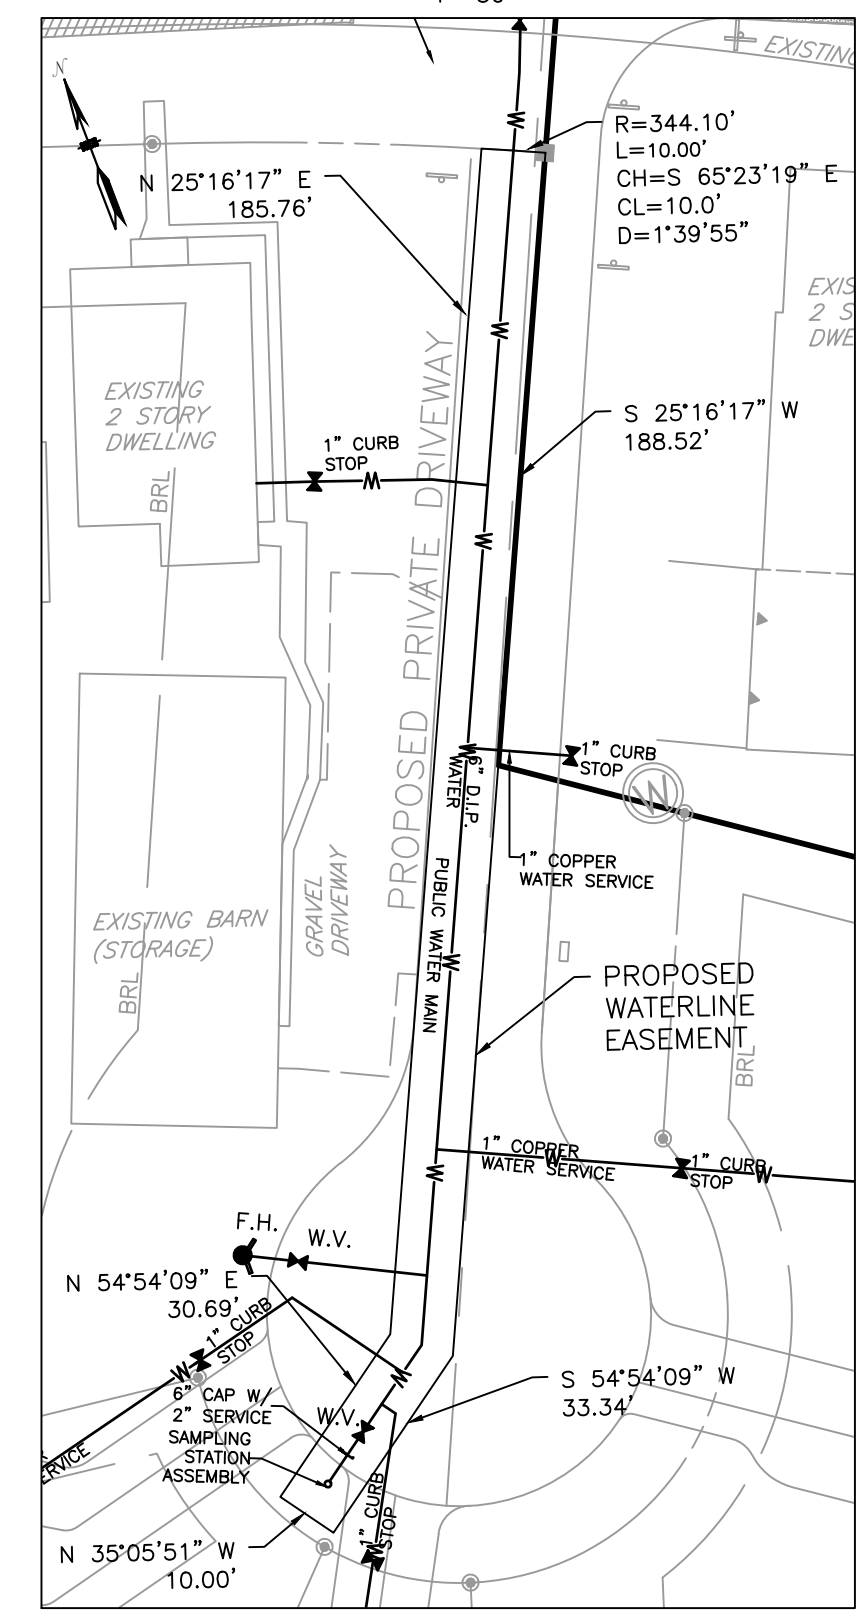 EXISTING
N
R=344.10'
L=10.00'
CH=S 65°23'19" E
CL=10.0'
D=1°39'55"
N 25°16'17" E
185.76'
W
W
EXISTING
2 STORY
DWELLING
BRL
1" CURB
STOP
W
PROPOSED PRIVATE DRIVEWAY
S 25°16'17" W
188.52'
W
W
6" D.I.P.
WATER
1" CURB
STOP
W
1" COPPER
WATER SERVICE
PUBLIC WATER MAIN
W
GRAVEL
DRIVEWAY
EXISTING BARN
(STORAGE)
BRL
PROPOSED
WATERLINE
EASEMENT
BRL
1" COPPER
WATER SERVICE
W
1" CURB
STOP
W
W
F.H.
W.V.
N 54°54'09" E
30.69'
1" CURB
STOP
W
W
S 54°54'09" W
33.34'
6" CAP W/
2" SERVICE
W.V.
SAMPLING
STATION
ASSEMBLY
1" CURB
STOP
W
N 35°05'51" W
10.00'